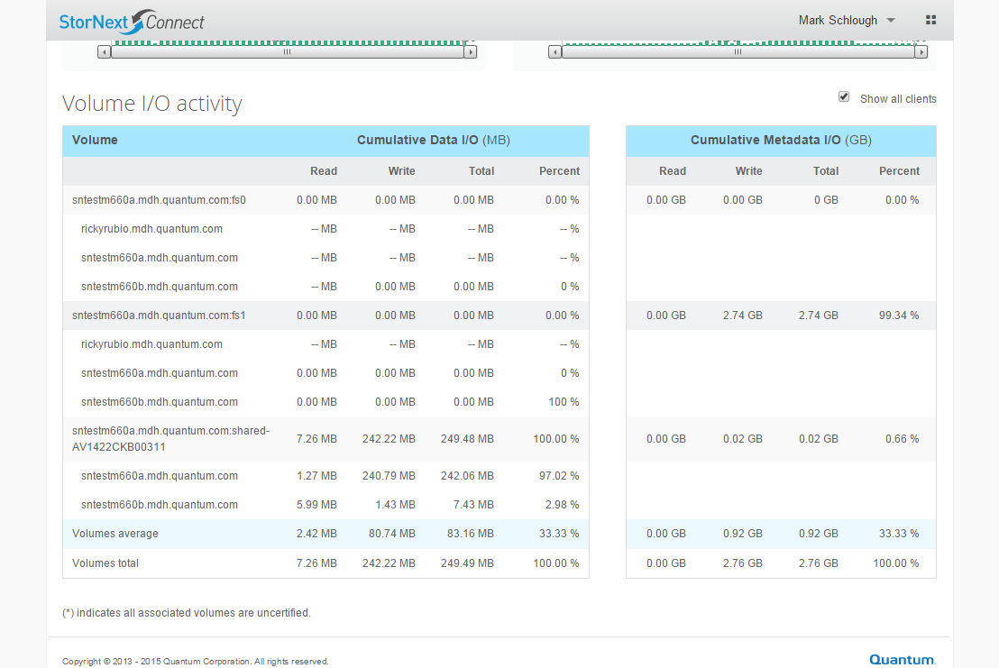 StorNext Connect
Mark Schlough
Volume I/O activity
Show all clients
Volume Cumulative Data I/O (MB) Cumulative Metadata I/O (GB)
Read Write Total Percent Read Write Total Percent
sntestm660a.mdh.quantum.com:fs0 0.00 MB 0.00 MB 0.00 MB 0.00 % 0.00 GB 0.00 GB 0 GB 0.00 %
rickyrubio.mdh.quantum.com -- MB -- MB -- MB -- %
sntestm660a.mdh.quantum.com -- MB -- MB -- MB -- %
sntestm660b.mdh.quantum.com -- MB 0.00 MB 0.00 MB 0 %
sntestm660a.mdh.quantum.com:fs1 0.00 MB 0.00 MB 0.00 MB 0.00 % 0.00 GB 2.74 GB 2.74 GB 99.34 %
rickyrubio.mdh.quantum.com -- MB -- MB -- MB -- %
sntestm660a.mdh.quantum.com 0.00 MB 0.00 MB 0.00 MB 0 %
sntestm660b.mdh.quantum.com 0.00 MB 0.00 MB 0.00 MB 100 %
sntestm660a.mdh.quantum.com:shared-
AV1422CKB00311 7.26 MB 242.22 MB 249.48 MB 100.00 % 0.00 GB 0.02 GB 0.02 GB 0.66 %
sntestm660a.mdh.quantum.com 1.27 MB 240.79 MB 242.06 MB 97.02 %
sntestm660b.mdh.quantum.com 5.99 MB 1.43 MB 7.43 MB 2.98 %
Volumes average 2.42 MB 80.74 MB 83.16 MB 33.33 % 0.00 GB 0.92 GB 0.92 GB 33.33 %
Volumes total 7.26 MB 242.22 MB 249.49 MB 100.00 % 0.00 GB 2.76 GB 2.76 GB 100.00 %
(*) indicates all associated volumes are uncertified.
Copyright © 2013 - 2015 Quantum Corporation. All rights reserved.
Quantum